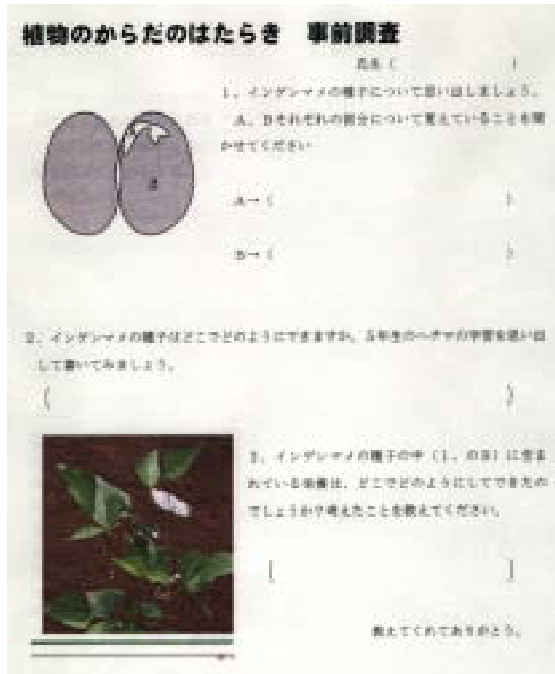 植物のからだのはたらき 事前調査
氏名（ ）
1、インゲンマメの種子について思い出しましょう。
A、Bそれぞれの部分について覚えていることを聞
かせてください
A→（ ）
B→（ ）
B
2、インゲンマメの種子はどこでどのようにできますか。5年生のヘチマの学習を思い出
して書いてみましょう。
（ ）
3、インゲンマメの種子の中（1、のB）に含ま
れている栄養は、どこでどのようにしてできたの
でしょうか？考えたことを教えてください。
［ ］
教えてくれてありがとう。